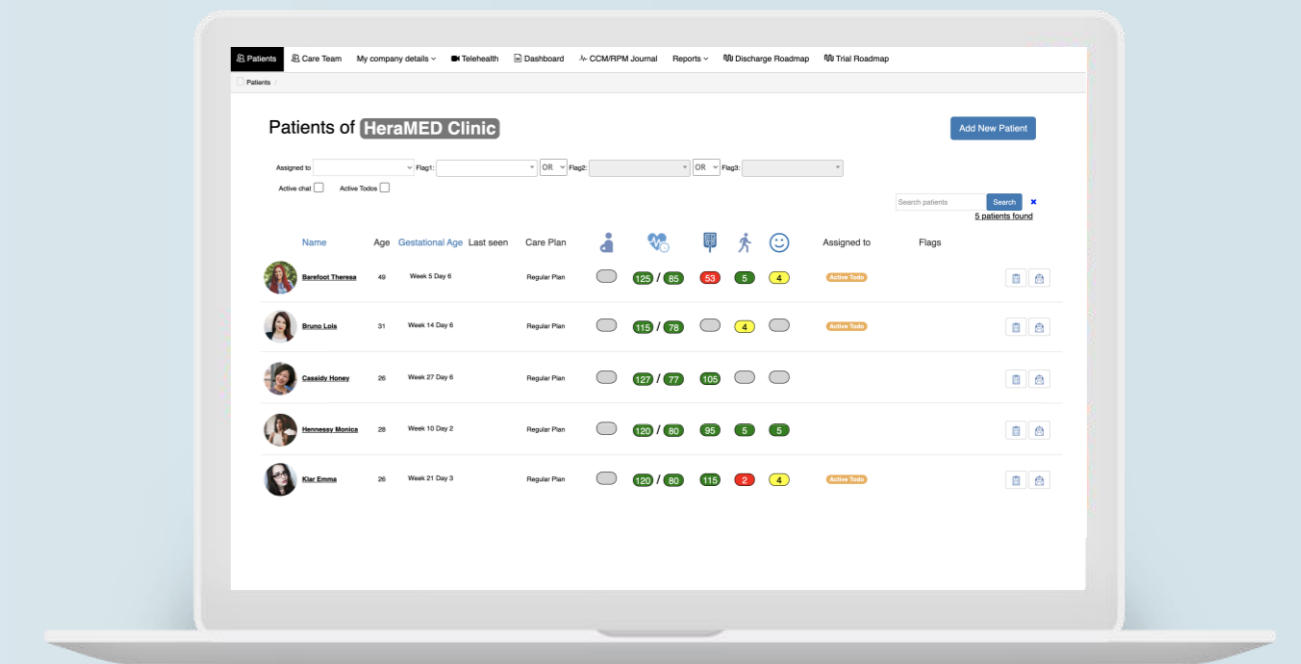 Patients Care Team My company details Telehealth Dashboard CCM/RPM Journal Reports Discharge Roadmap Trial Roadmap
Patients /
Patients of HeraMED Clinic
Add New Patient
Assigned to Flag1: OR Flag2: OR Flag3:
Active chat Active Todos
Search patients Search
5 patients found
Name Age Gestational Age Last seen Care Plan Assigned to Flags
Barefoot Theresa 49 Week 5 Day 6 Regular Plan 125 / 85 53 5 4 Active Todo
Bruno Lois 31 Week 14 Day 6 Regular Plan 115 / 78 4 Active Todo
Cassidy Honey 26 Week 27 Day 6 Regular Plan 127 / 77 105
Hennessy Monica 28 Week 10 Day 2 Regular Plan 120 / 80 95 5 5
Klar Emma 26 Week 21 Day 3 Regular Plan 120 / 80 115 2 4 Active Todo